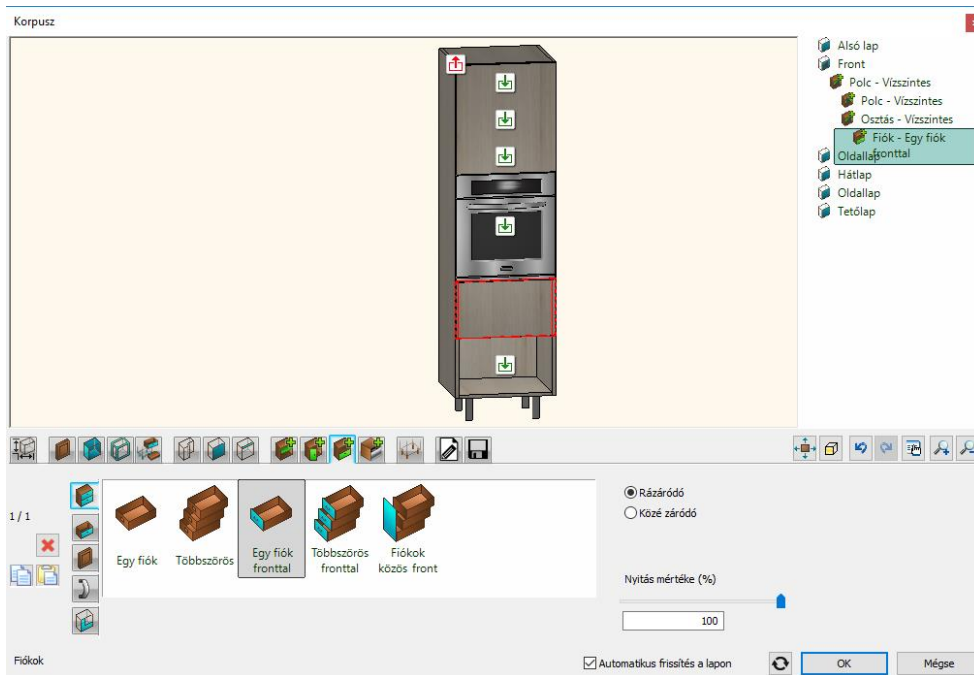 Korpusz
Alsó lap
Front
Polc - Vízszintes
Polc - Vízszintes
Osztás - Vízszintes
Fiók - Egy fiók
fronttal
Oldallap
Hátlap
Oldallap
Tetőlap
1 / 1
Egy fiók
Többszörös
Egy fiók
fronttal
Többszörös
fronttal
Fiókok
közös front
Rázáródó
Közé záródó
Nyitás mértéke (%)
100
Fiókok
Automatikus frissítés a lapon
OK
Mégse